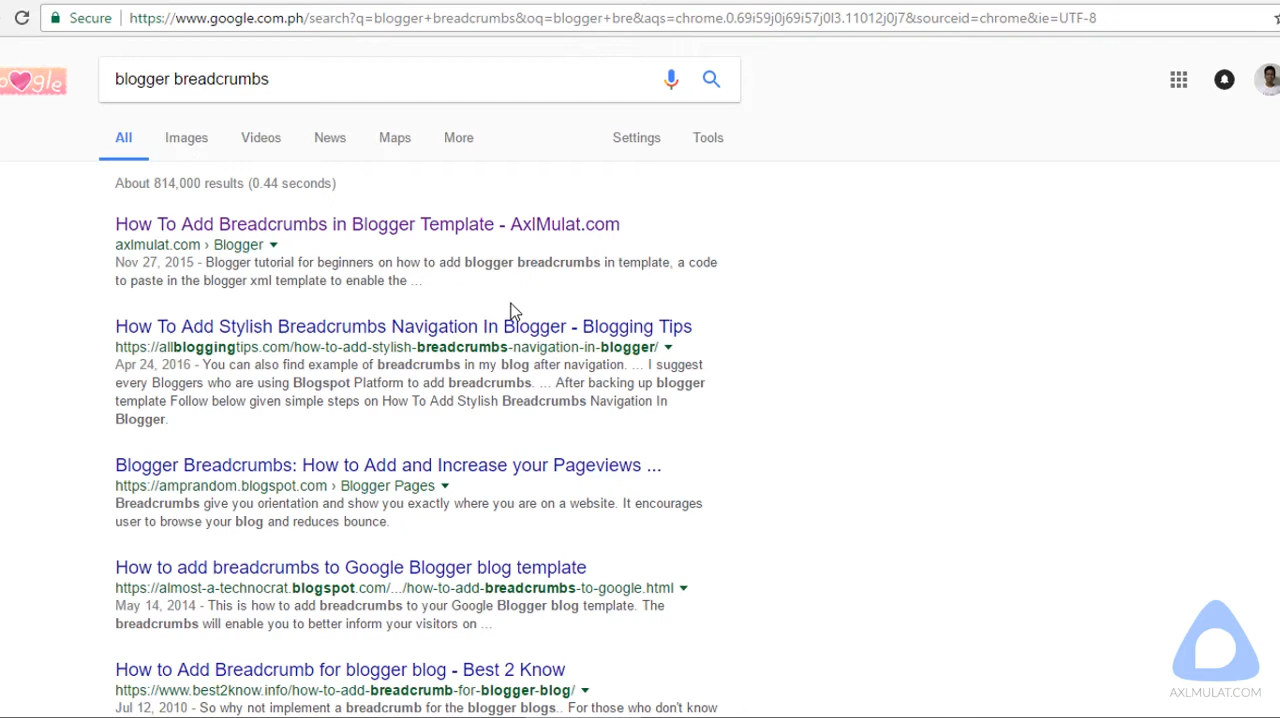 Secure https://www.google.com.ph/search?q=blogger+breadcrumbs&oq=blogger+bre&aqs=chrome.0.69i59j0j69i57j0l3.11012j0j7&sourceid=chrome&ie=UTF-8
ogle
blogger breadcrumbs
All Images Videos News Maps More Settings Tools
About 814,000 results (0.44 seconds)
How To Add Breadcrumbs in Blogger Template - AxlMulat.com
axlmulat.com › Blogger
Nov 27, 2015 - Blogger tutorial for beginners on how to add blogger breadcrumbs in template, a code
to paste in the blogger xml template to enable the ...
How To Add Stylish Breadcrumbs Navigation In Blogger - Blogging Tips
https://allbloggingtips.com/how-to-add-stylish-breadcrumbs-navigation-in-blogger/
Apr 24, 2016 - You can also find example of breadcrumbs in my blog after navigation. ... I suggest
every Bloggers who are using Blogspot Platform to add breadcrumbs. ... After backing up blogger
template Follow below given simple steps on How To Add Stylish Breadcrumbs Navigation In
Blogger.
Blogger Breadcrumbs: How to Add and Increase your Pageviews ...
https://amprandom.blogspot.com › Blogger Pages
Breadcrumbs give you orientation and show you exactly where you are on a website. It encourages
user to browse your blog and reduces bounce.
How to add breadcrumbs to Google Blogger blog template
https://almost-a-technocrat.blogspot.com/.../how-to-add-breadcrumbs-to-google.html
May 14, 2014 - This is how to add breadcrumbs to your Google Blogger blog template. The
breadcrumbs will enable you to better inform your visitors on ...
How to Add Breadcrumb for blogger blog - Best 2 Know
https://www.best2know.info/how-to-add-breadcrumb-for-blogger-blog/
Jul 12, 2010 - So why not implement a breadcrumb for the blogger blogs.. For those who don't know
AXLMULAT.COM